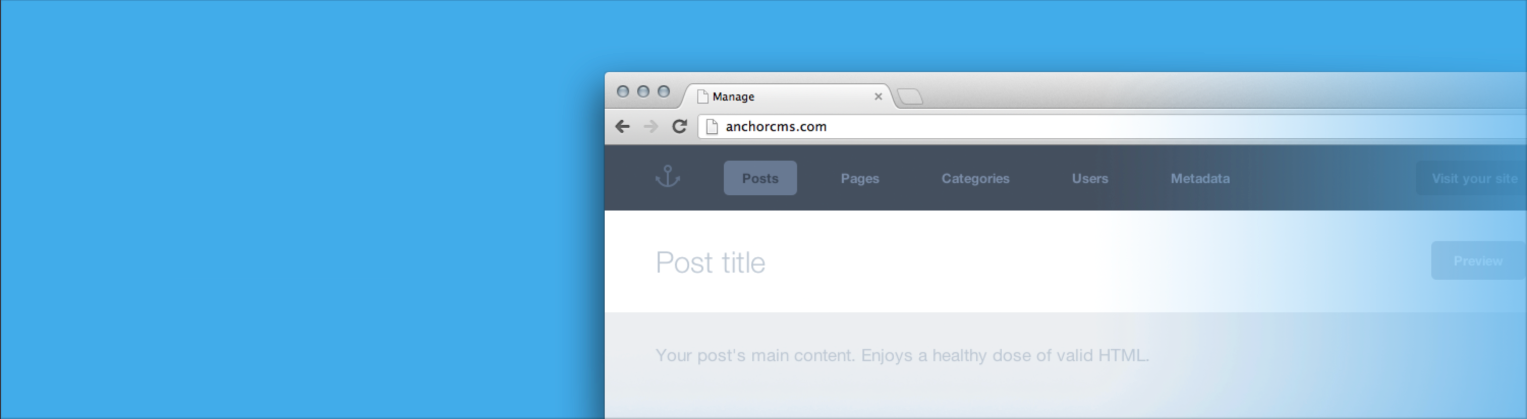 Manage
anchorcms.com
Posts Pages Categories Users Metadata Visit your site
Post title Preview
Your post's main content. Enjoys a healthy dose of valid HTML.